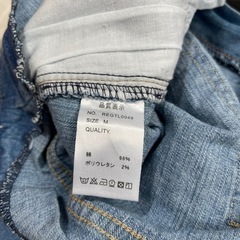 品質表示
NO. REGTL0049
SIZE. M
QUALITY.
綿 98%
ポリウレタン 2%